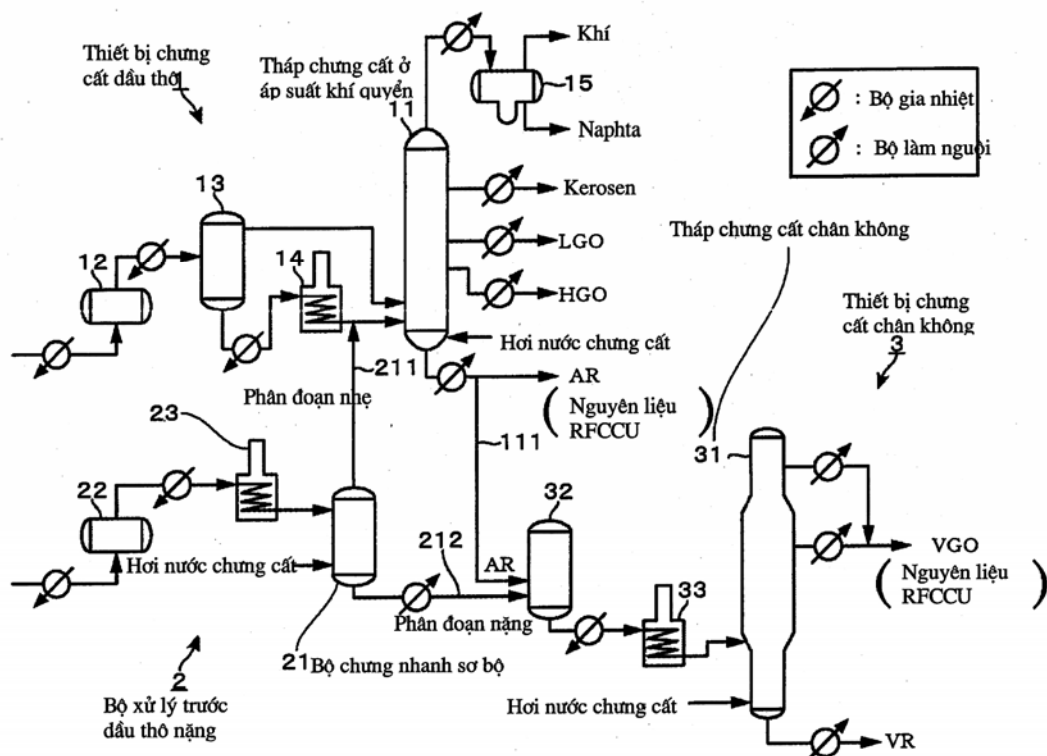 Khí
Thiết bị chưng
cất dầu thô
1
Tháp chưng cất ở
áp suất khí quyển
11
15
Naphta
: Bộ gia nhiệt
: Bộ làm nguội
13
Kerosen
12
14
LGO
Tháp chưng cất chân không
HGO
Thiết bị chưng
cất chân không
3
Hơi nước chưng cất
211
Phân đoạn nhẹ
AR
(Nguyên liệu
RFCCU)
111
23
31
22
32
Hơi nước chưng cất
212
AR
VGO
(Nguyên liệu
RFCCU)
Phân đoạn nặng
33
21 Bộ chưng nhanh sơ bộ
2
Bộ xử lý trước
dầu thô nặng
Hơi nước chưng cất
VR